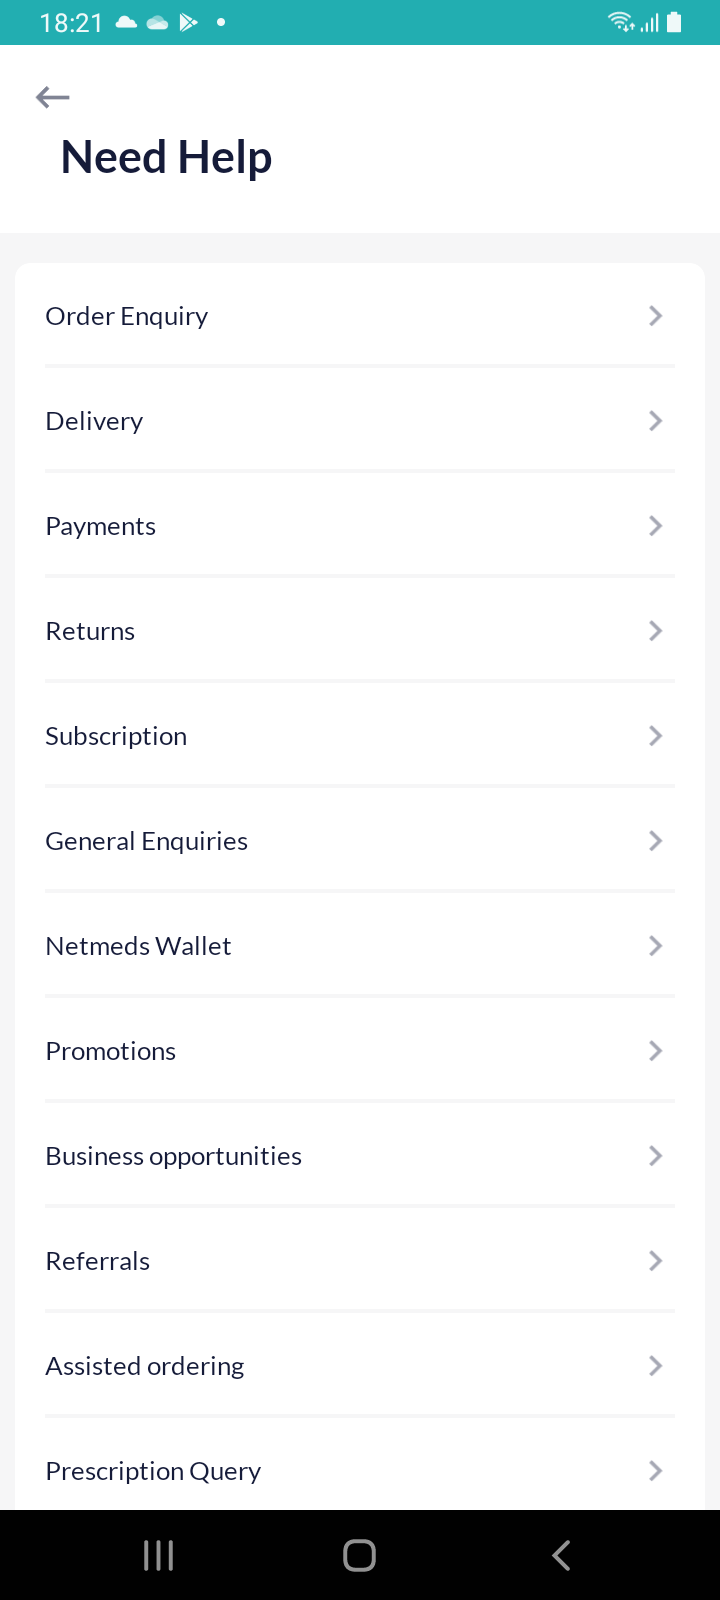 18:21
Need Help
Order Enquiry
Delivery
Payments
Returns
Subscription
General Enquiries
Netmeds Wallet
Promotions
Business opportunities
Referrals
Assisted ordering
Prescription Query